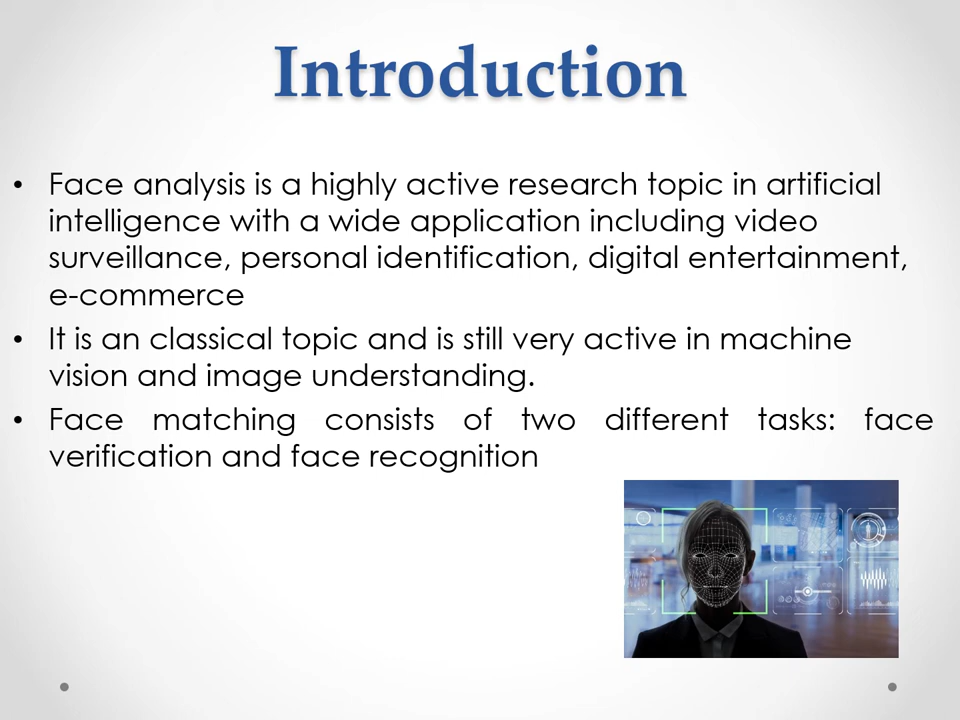 Introduction
• Face analysis is a highly active research topic in artificial
intelligence with a wide application including video
surveillance, personal identification, digital entertainment,
e-commerce
• It is an classical topic and is still very active in machine
vision and image understanding.
• Face matching consists of two different tasks: face
verification and face recognition